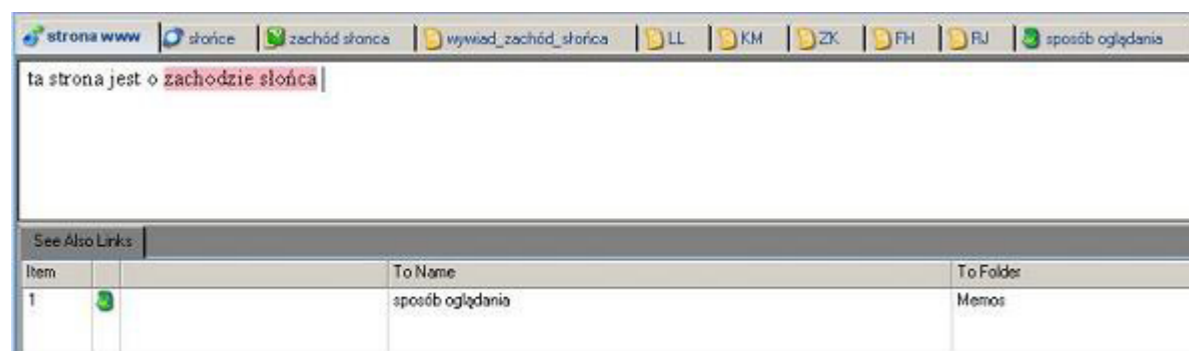 strona www słońce zachód słonca wywiad_zachód_słońca LL KM ZK FH RJ sposób oglądania
ta strona jest o zachodzie słońca
See Also Links
Item To Name To Folder
1 sposób oglądania Memos